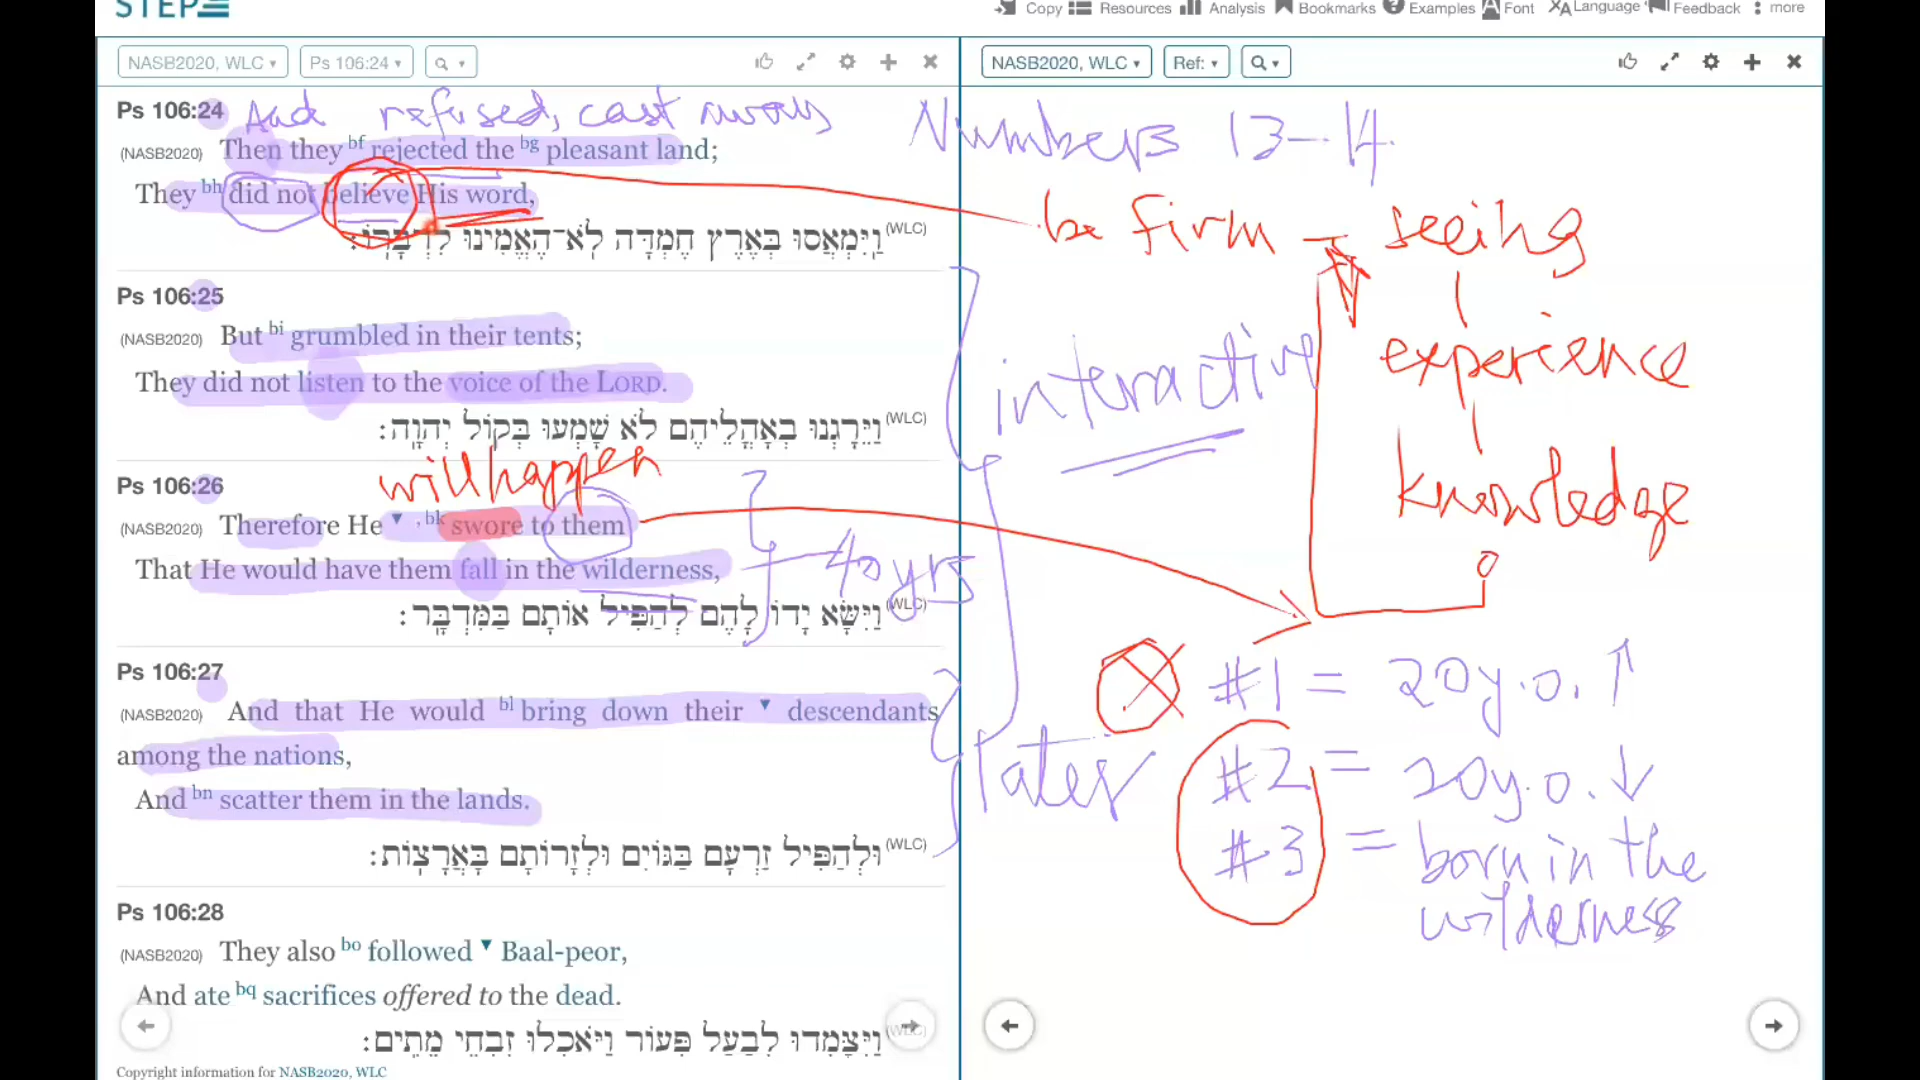 STEP
Copy Resources Analysis Bookmarks Examples Font Language Feedback more
NASB2020, WLC Ps 106:24
Ps 106:24 And refused, cast away
(NASB2020) Then they bf rejected the bg pleasant land;
They bh did not believe His word,
וַֽיִּמְאֲסוּ בְּאֶרֶץ חֶמְדָּה לֹא־הֶאֱמִינוּ לִדְבָרֽוֹ׃ (WLC)
Ps 106:25
(NASB2020) But bi grumbled in their tents;
They did not listen to the voice of the LORD.
וַיֵּרָגְנוּ בְאָהֳלֵיהֶם לֹא שָׁמְעוּ בְּקוֹל יְהוָֽה׃ (WLC)
will happen
Ps 106:26
(NASB2020) Therefore He , bk swore to them
That He would have them fall in the wilderness,
וַיִּשָּׂא יָדוֹ לָהֶם לְהַפִּיל אוֹתָם בַּמִּדְבָּֽר׃ (WLC)
40 yrs
Ps 106:27
(NASB2020) And that He would bl bring down their descendants
among the nations,
And bn scatter them in the lands.
וּלְהַפִּיל זַרְעָם בַּגּוֹיִם וּלְזָרוֹתָם בָּאֲרָצֽוֹת׃ (WLC)
Ps 106:28
(NASB2020) They also bo followed Baal-peor,
And ate bq sacrifices offered to the dead.
וַיִּצָּמְדוּ לְבַעַל פְּעוֹר וַיֹּאכְלוּ זִבְחֵי מֵתִֽים׃ (WLC)
Copyright information for NASB2020, WLC
NASB2020, WLC Ref:
Numbers 13-14
be firm seeing
experience
interactive
knowledge
#1 = 20 y.o. ↑
later
#2 = 20 y.o. ↓
#3 = born in the
wilderness